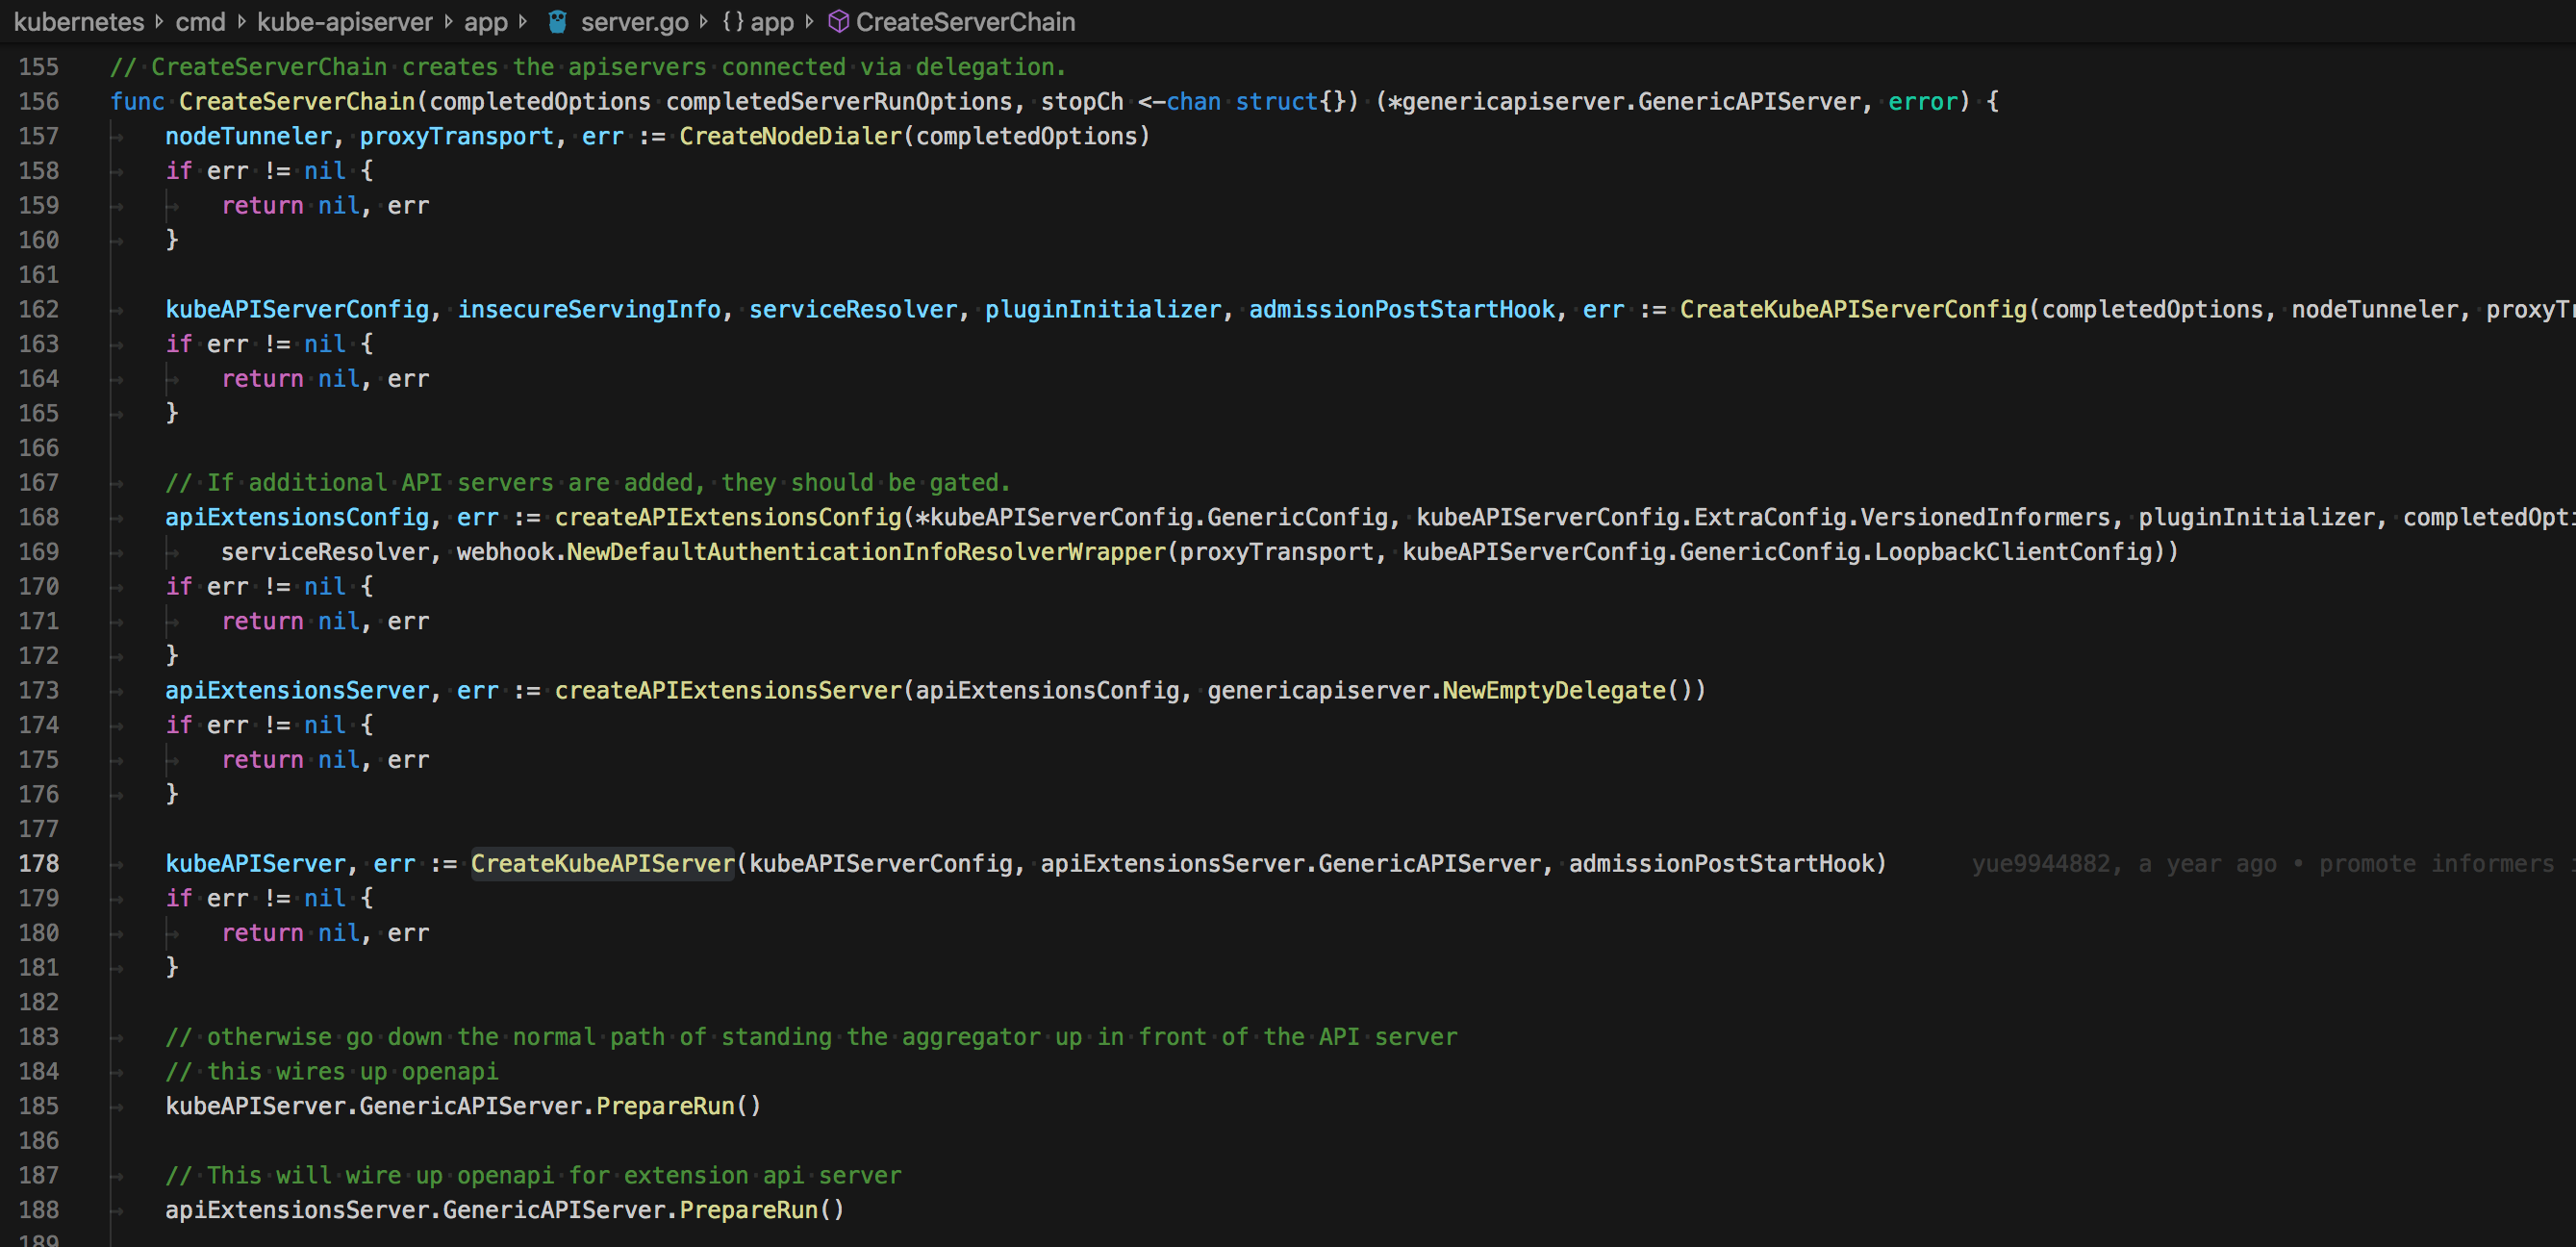 kubernetes › cmd › kube-apiserver › app › server.go › {} app › CreateServerChain
155 // CreateServerChain creates the apiservers connected via delegation.
156 func CreateServerChain(completedOptions completedServerRunOptions, stopCh <-chan struct{}) (*genericapiserver.GenericAPIServer, error) {
157 nodeTunneler, proxyTransport, err := CreateNodeDialer(completedOptions)
158 if err != nil {
159 return nil, err
160 }
161
162 kubeAPIServerConfig, insecureServingInfo, serviceResolver, pluginInitializer, admissionPostStartHook, err := CreateKubeAPIServerConfig(completedOptions, nodeTunneler, proxyTr
163 if err != nil {
164 return nil, err
165 }
166
167 // If additional API servers are added, they should be gated.
168 apiExtensionsConfig, err := createAPIExtensionsConfig(*kubeAPIServerConfig.GenericConfig, kubeAPIServerConfig.ExtraConfig.VersionedInformers, pluginInitializer, completedOpti
169 serviceResolver, webhook.NewDefaultAuthenticationInfoResolverWrapper(proxyTransport, kubeAPIServerConfig.GenericConfig.LoopbackClientConfig))
170 if err != nil {
171 return nil, err
172 }
173 apiExtensionsServer, err := createAPIExtensionsServer(apiExtensionsConfig, genericapiserver.NewEmptyDelegate())
174 if err != nil {
175 return nil, err
176 }
177
178 kubeAPIServer, err := CreateKubeAPIServer(kubeAPIServerConfig, apiExtensionsServer.GenericAPIServer, admissionPostStartHook) yue9944882, a year ago • promote informers i
179 if err != nil {
180 return nil, err
181 }
182
183 // otherwise go down the normal path of standing the aggregator up in front of the API server
184 // this wires up openapi
185 kubeAPIServer.GenericAPIServer.PrepareRun()
186
187 // This will wire up openapi for extension api server
188 apiExtensionsServer.GenericAPIServer.PrepareRun()
189